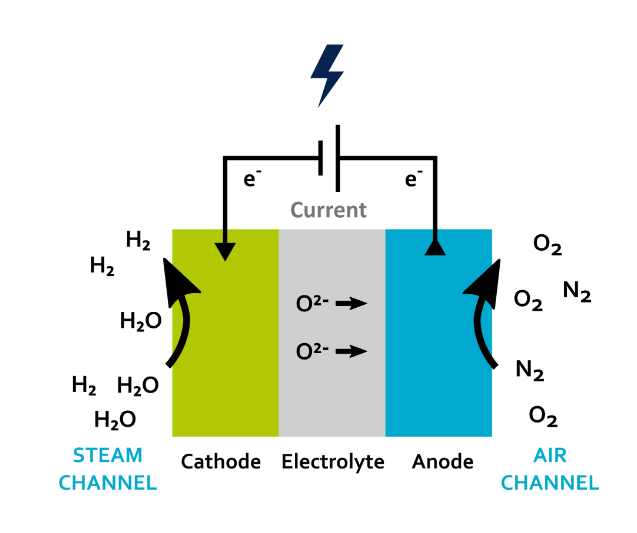 e⁻
e⁻
Current
H₂
H₂
H₂O
H₂ H₂O
H₂O
O²⁻
O²⁻
O₂
O₂ N₂
N₂
O₂
STEAM
CHANNEL
Cathode
Electrolyte
Anode
AIR
CHANNEL